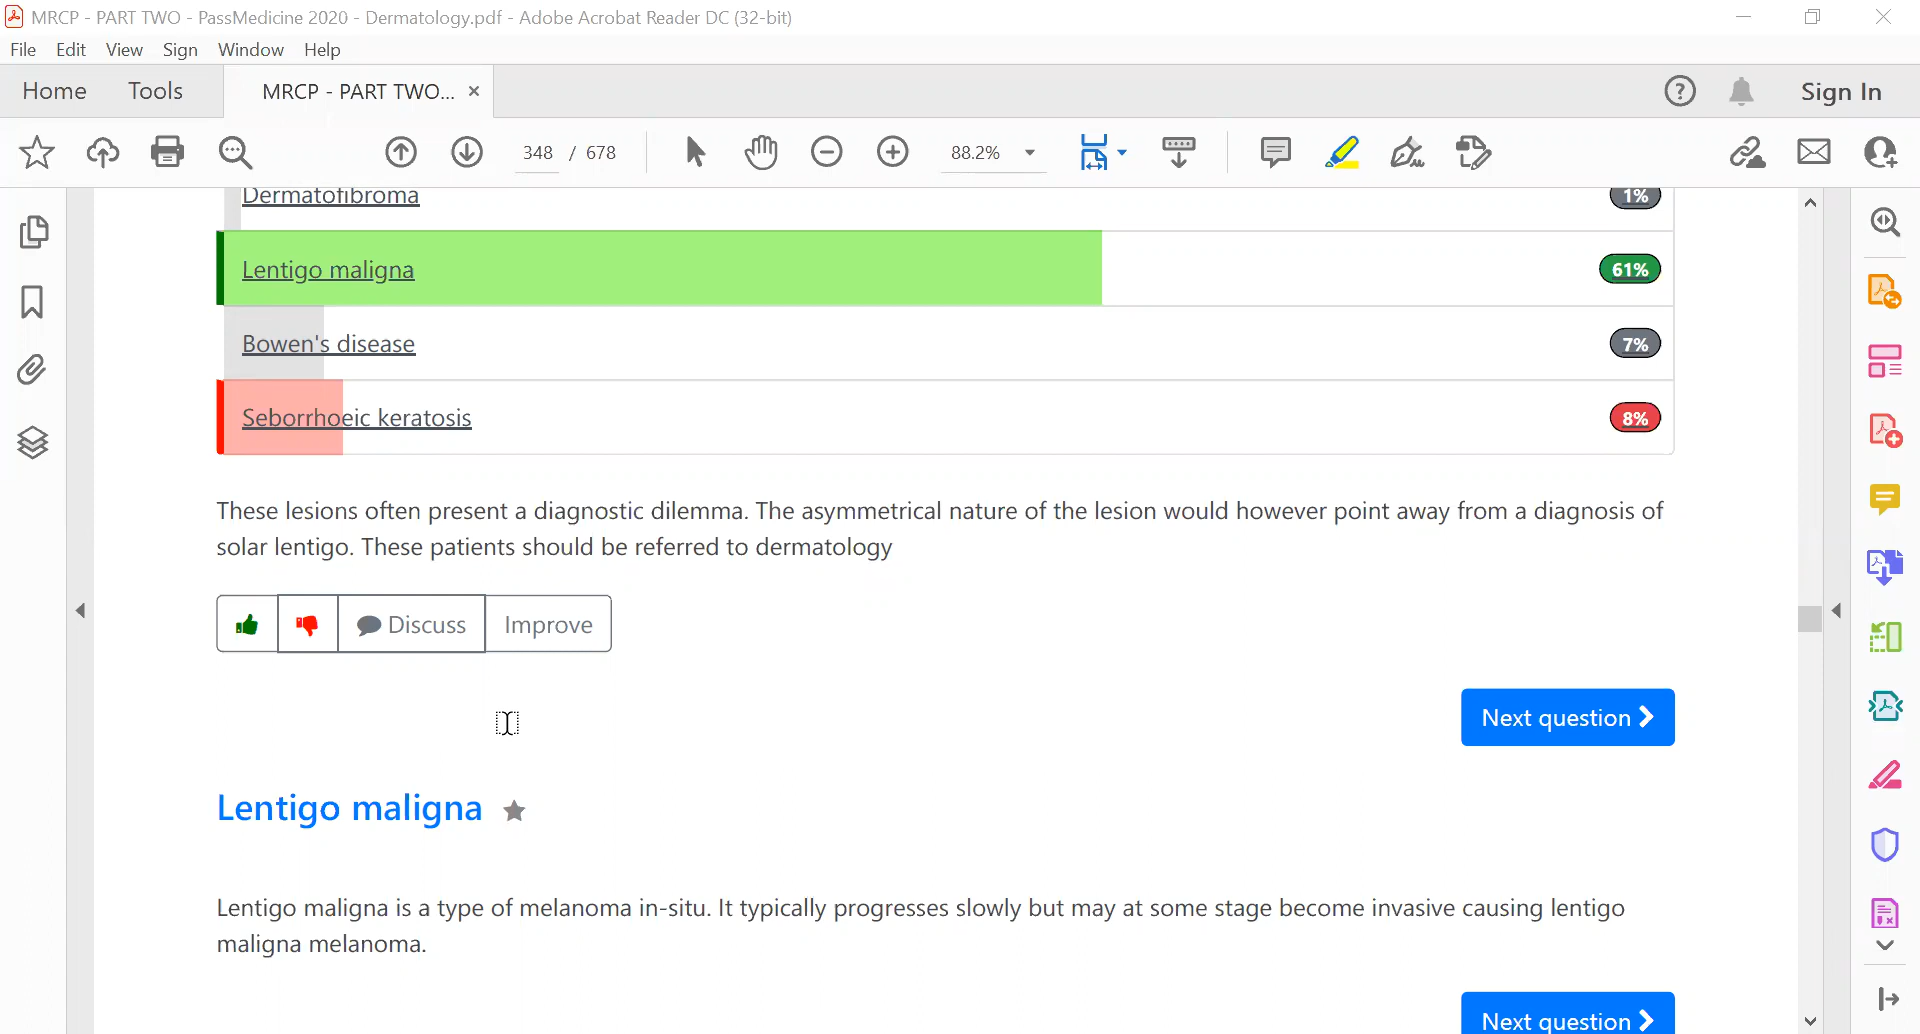 MRCP - PART TWO - PassMedicine 2020 - Dermatology.pdf - Adobe Acrobat Reader DC (32-bit)
File Edit View Sign Window Help
Home Tools MRCP - PART TWO... × Sign In
348 / 678 88.2%
Dermatofibroma 1%
Lentigo maligna 61%
Bowen's disease 7%
Seborrhoeic keratosis 8%
These lesions often present a diagnostic dilemma. The asymmetrical nature of the lesion would however point away from a diagnosis of
solar lentigo. These patients should be referred to dermatology
Discuss Improve
Next question
Lentigo maligna
Lentigo maligna is a type of melanoma in-situ. It typically progresses slowly but may at some stage become invasive causing lentigo
maligna melanoma.
Next question